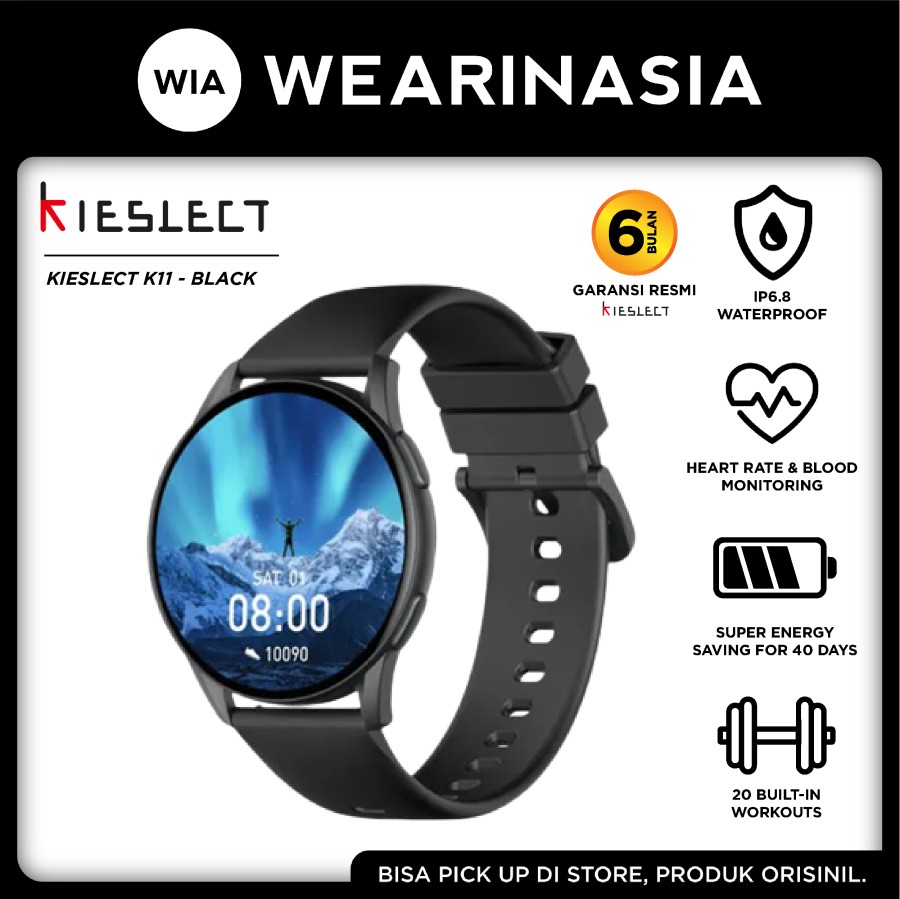 WIA WEARINASIA
KIESLECT
KIESLECT K11 - BLACK
6 BULAN
GARANSI RESMI
KIESLECT
IP6.8
WATERPROOF
HEART RATE & BLOOD
MONITORING
SUPER ENERGY
SAVING FOR 40 DAYS
20 BUILT-IN
WORKOUTS
SAT 01
08:00
10090
BISA PICK UP DI STORE, PRODUK ORISINIL.